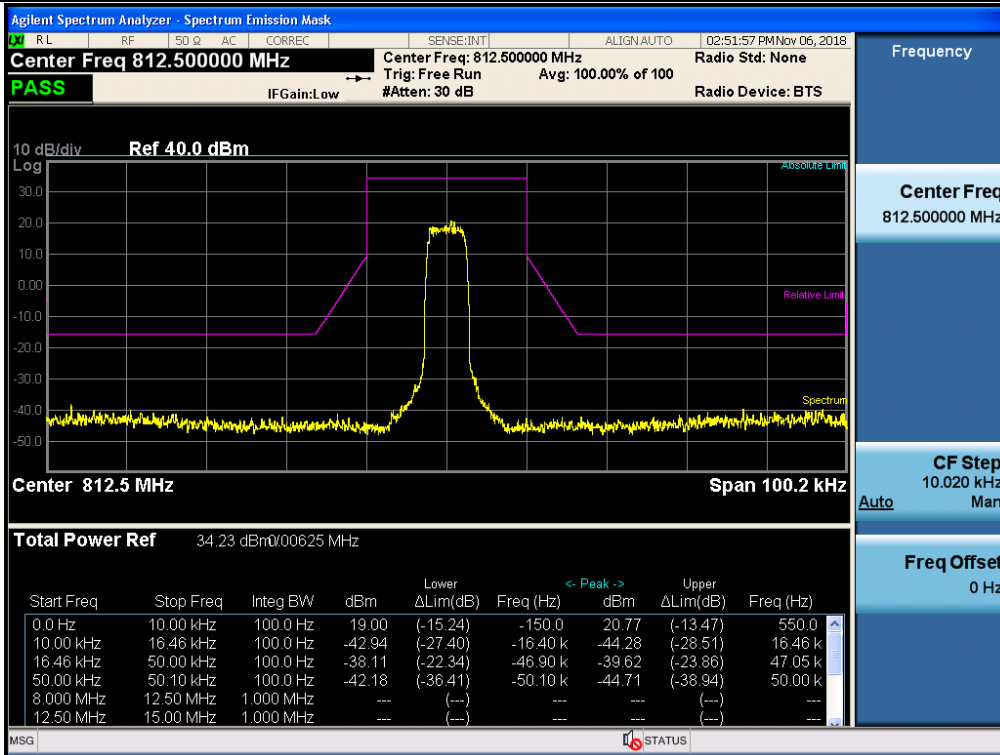 Agilent Spectrum Analyzer - Spectrum Emission Mask
LXI RL RF 50 Ω AC CORREC SENSE:INT ALIGN AUTO 02:51:57 PM Nov 06, 2018
Center Freq 812.500000 MHz Center Freq: 812.500000 MHz Radio Std: None
Trig: Free Run Avg: 100.00% of 100
PASS IFGain:Low #Atten: 30 dB Radio Device: BTS
Frequency
10 dB/div Ref 40.0 dBm
Log
Absolute Limit
30.0
20.0
10.0
0.00
Relative Limit
-10.0
-20.0
-30.0
-40.0
Spectrum
-50.0
Center 812.5 MHz Span 100.2 kHz
Center Freq
812.500000 MHz
CF Step
10.020 kHz
Auto Man
Freq Offset
0 Hz
Total Power Ref 34.23 dBm/0.00625 MHz
Lower <- Peak -> Upper
Start Freq Stop Freq Integ BW dBm ΔLim(dB) Freq (Hz) dBm ΔLim(dB) Freq (Hz)
0.0 Hz 10.00 kHz 100.0 Hz 19.00 (-15.24) -150.0 20.77 (-13.47) 550.0
10.00 kHz 16.46 kHz 100.0 Hz -42.94 (-27.40) -16.40 k -44.28 (-28.51) 16.46 k
16.46 kHz 50.00 kHz 100.0 Hz -38.11 (-22.34) -46.90 k -39.62 (-23.86) 47.05 k
50.00 kHz 50.10 kHz 100.0 Hz -42.18 (-36.41) -50.10 k -44.71 (-38.94) 50.00 k
8.000 MHz 12.50 MHz 1.000 MHz --- (---) --- --- (---) ---
12.50 MHz 15.00 MHz 1.000 MHz --- (---) --- --- (---) ---
MSG STATUS